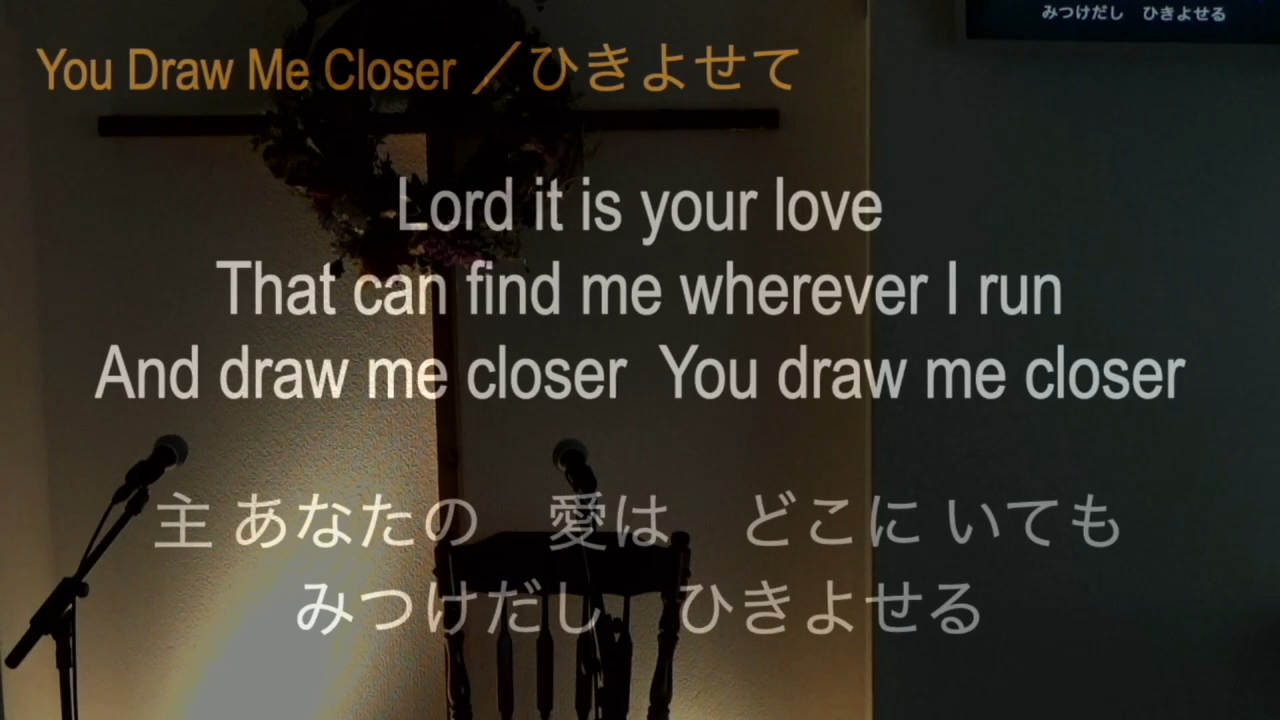 みつけだし ひきよせる
You Draw Me Closer ／ひきよせて
Lord it is your love
That can find me wherever I run
And draw me closer You draw me closer
主 あなたの 愛は どこに いても
みつけだし ひきよせる